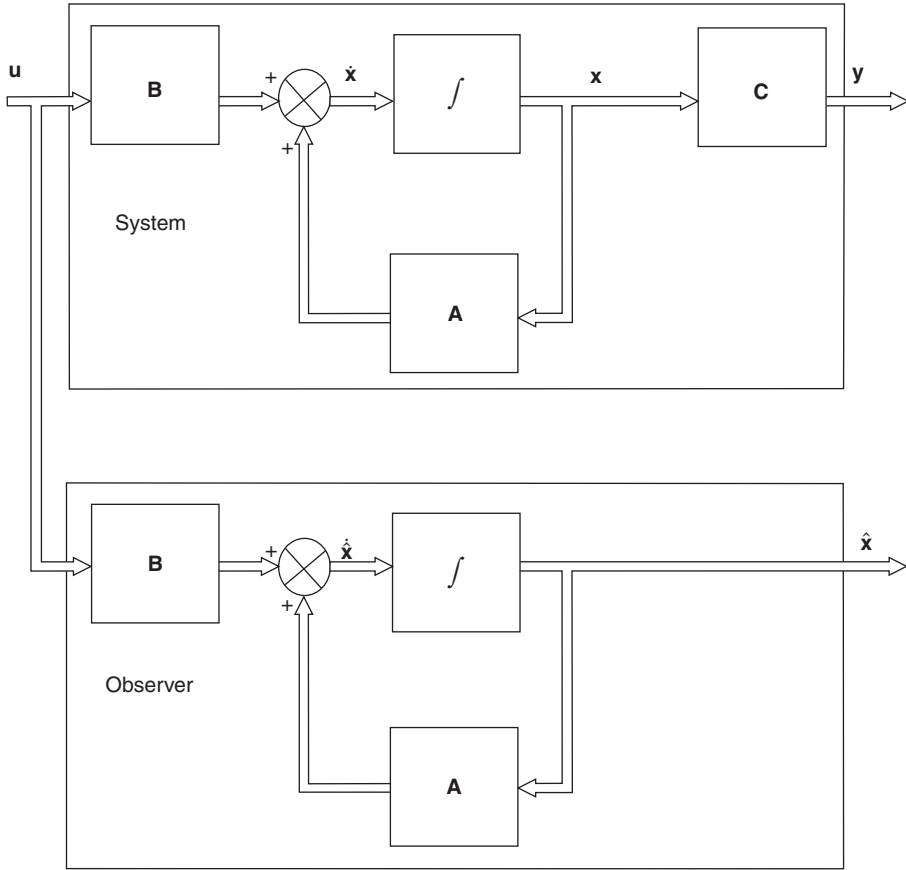 u
B
+
ẋ
∫
x
C
y
+
System
A
B
+
x̂̇
∫
x̂
+
Observer
A